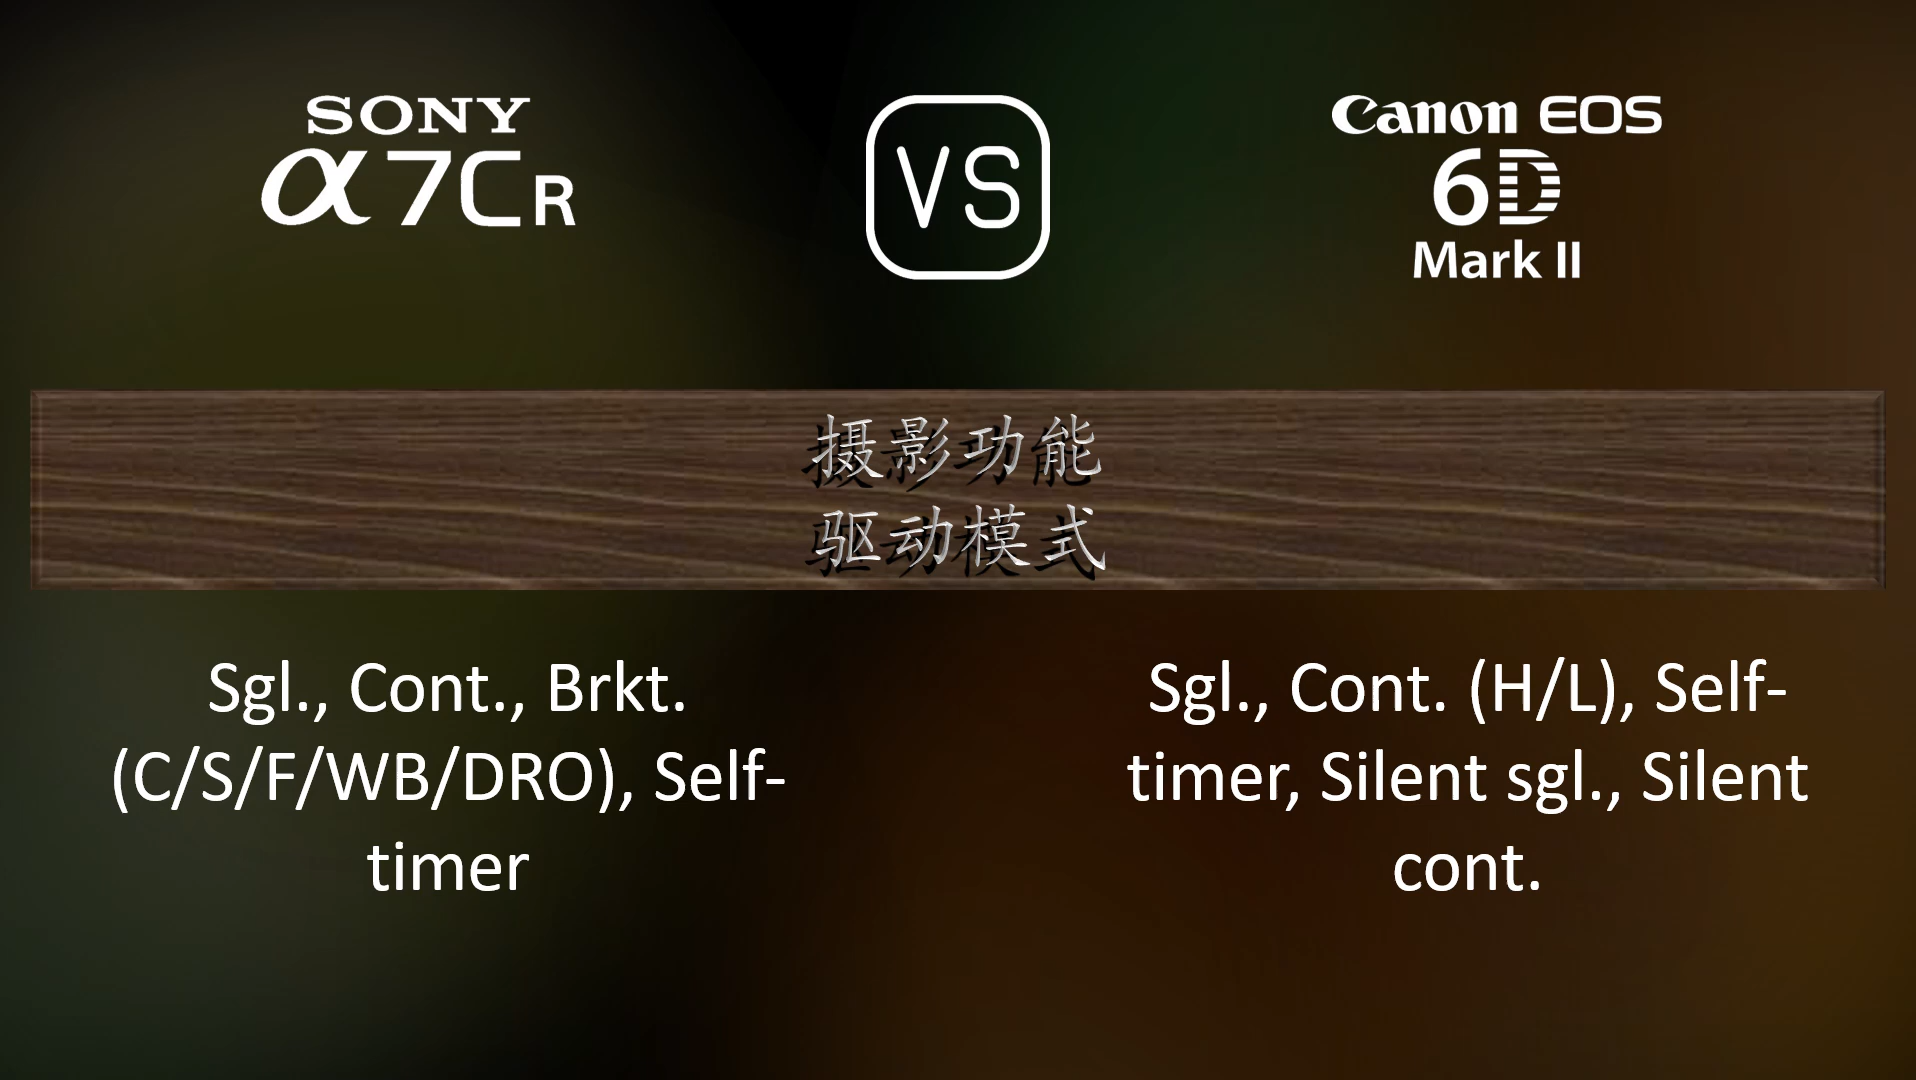 SONY
α7CR
VS
Canon EOS
6D
Mark II
摄影功能
驱动模式
Sgl., Cont., Brkt.
(C/S/F/WB/DRO), Self-
timer
Sgl., Cont. (H/L), Self-
timer, Silent sgl., Silent
cont.